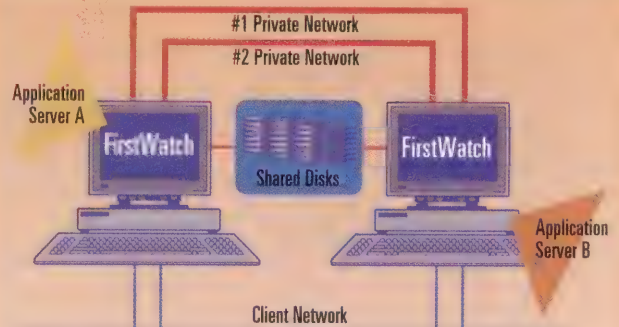 #1 Private Network
#2 Private Network
Application
Server A
FirstWatch
FirstWatch
Shared Disks
Application
Server B
Client Network